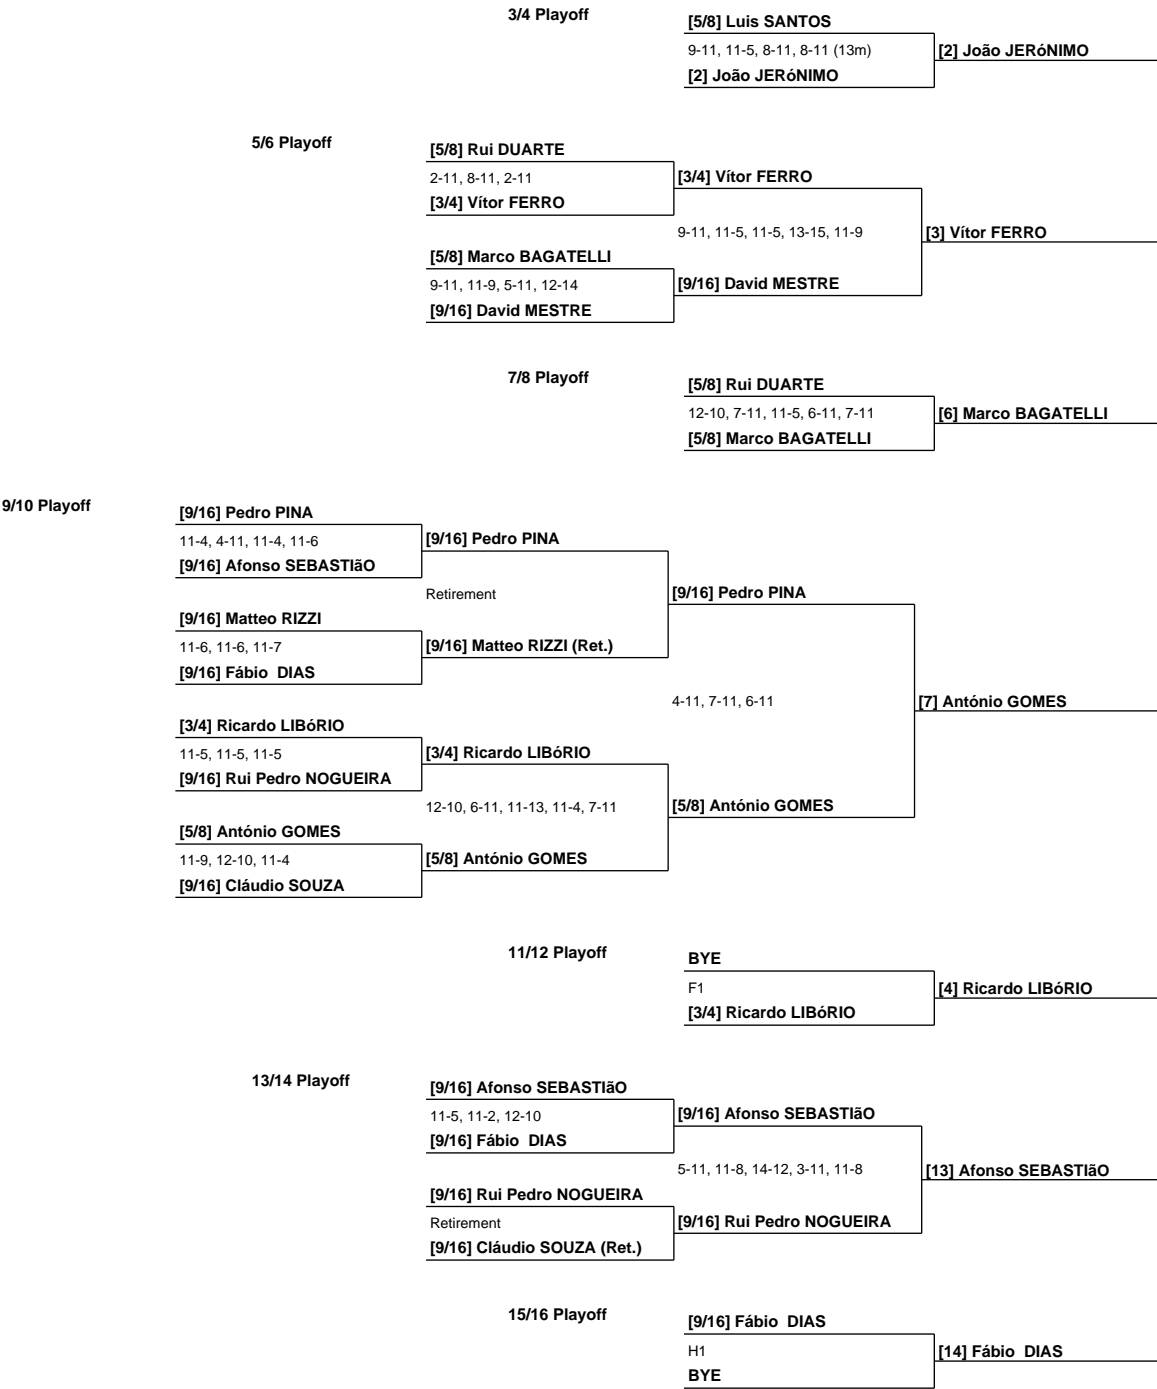 3/4 Playoff
[5/8] Luis SANTOS
9-11, 11-5, 8-11, 8-11 (13m)
[2] João JERóNIMO
[2] João JERóNIMO
5/6 Playoff
[5/8] Rui DUARTE
2-11, 8-11, 2-11
[3/4] Vítor FERRO
[3/4] Vítor FERRO
9-11, 11-5, 11-5, 13-15, 11-9
[3] Vítor FERRO
[5/8] Marco BAGATELLI
9-11, 11-9, 5-11, 12-14
[9/16] David MESTRE
[9/16] David MESTRE
7/8 Playoff
[5/8] Rui DUARTE
12-10, 7-11, 11-5, 6-11, 7-11
[6] Marco BAGATELLI
[5/8] Marco BAGATELLI
9/10 Playoff
[9/16] Pedro PINA
11-4, 4-11, 11-4, 11-6
[9/16] Pedro PINA
[9/16] Afonso SEBASTIãO
Retirement
[9/16] Pedro PINA
[9/16] Matteo RIZZI
11-6, 11-6, 11-7
[9/16] Matteo RIZZI (Ret.)
[9/16] Fábio  DIAS
4-11, 7-11, 6-11
[7] António GOMES
[3/4] Ricardo LIBóRIO
11-5, 11-5, 11-5
[3/4] Ricardo LIBóRIO
[9/16] Rui Pedro NOGUEIRA
12-10, 6-11, 11-13, 11-4, 7-11
[5/8] António GOMES
[5/8] António GOMES
11-9, 12-10, 11-4
[5/8] António GOMES
[9/16] Cláudio SOUZA
11/12 Playoff
BYE
F1
[4] Ricardo LIBóRIO
[3/4] Ricardo LIBóRIO
13/14 Playoff
[9/16] Afonso SEBASTIãO
11-5, 11-2, 12-10
[9/16] Afonso SEBASTIãO
[9/16] Fábio  DIAS
5-11, 11-8, 14-12, 3-11, 11-8
[13] Afonso SEBASTIãO
[9/16] Rui Pedro NOGUEIRA
Retirement
[9/16] Rui Pedro NOGUEIRA
[9/16] Cláudio SOUZA (Ret.)
15/16 Playoff
[9/16] Fábio  DIAS
H1
[14] Fábio  DIAS
BYE